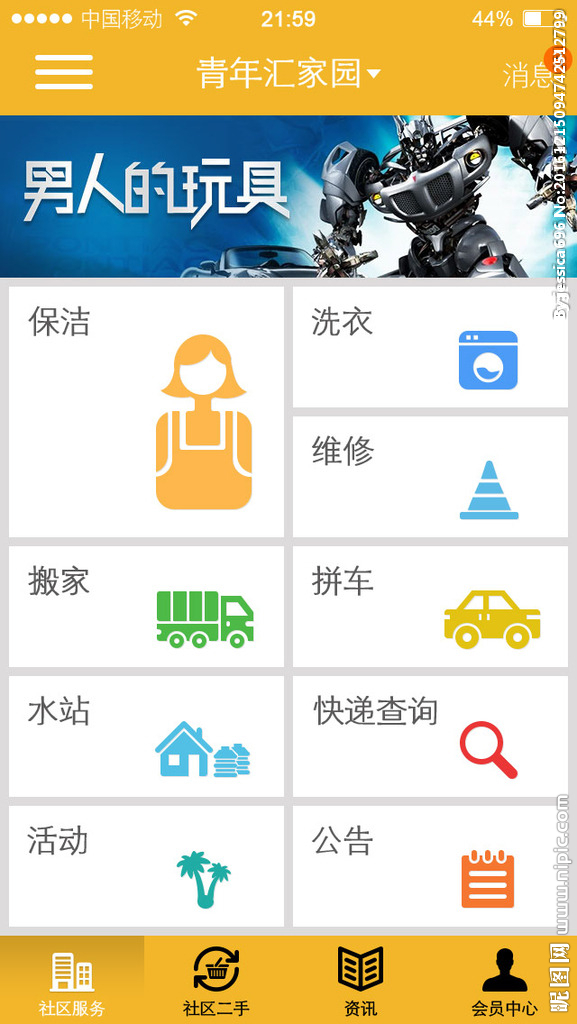 中国移动 21:59 44%
青年汇家园 消息
男人的玩具
保洁
洗衣
维修
搬家
拼车
水站
快递查询
活动
公告
社区服务 社区二手 资讯 会员中心
By:jessica696 No:20161215094742512799
昵图网 www.nipic.com